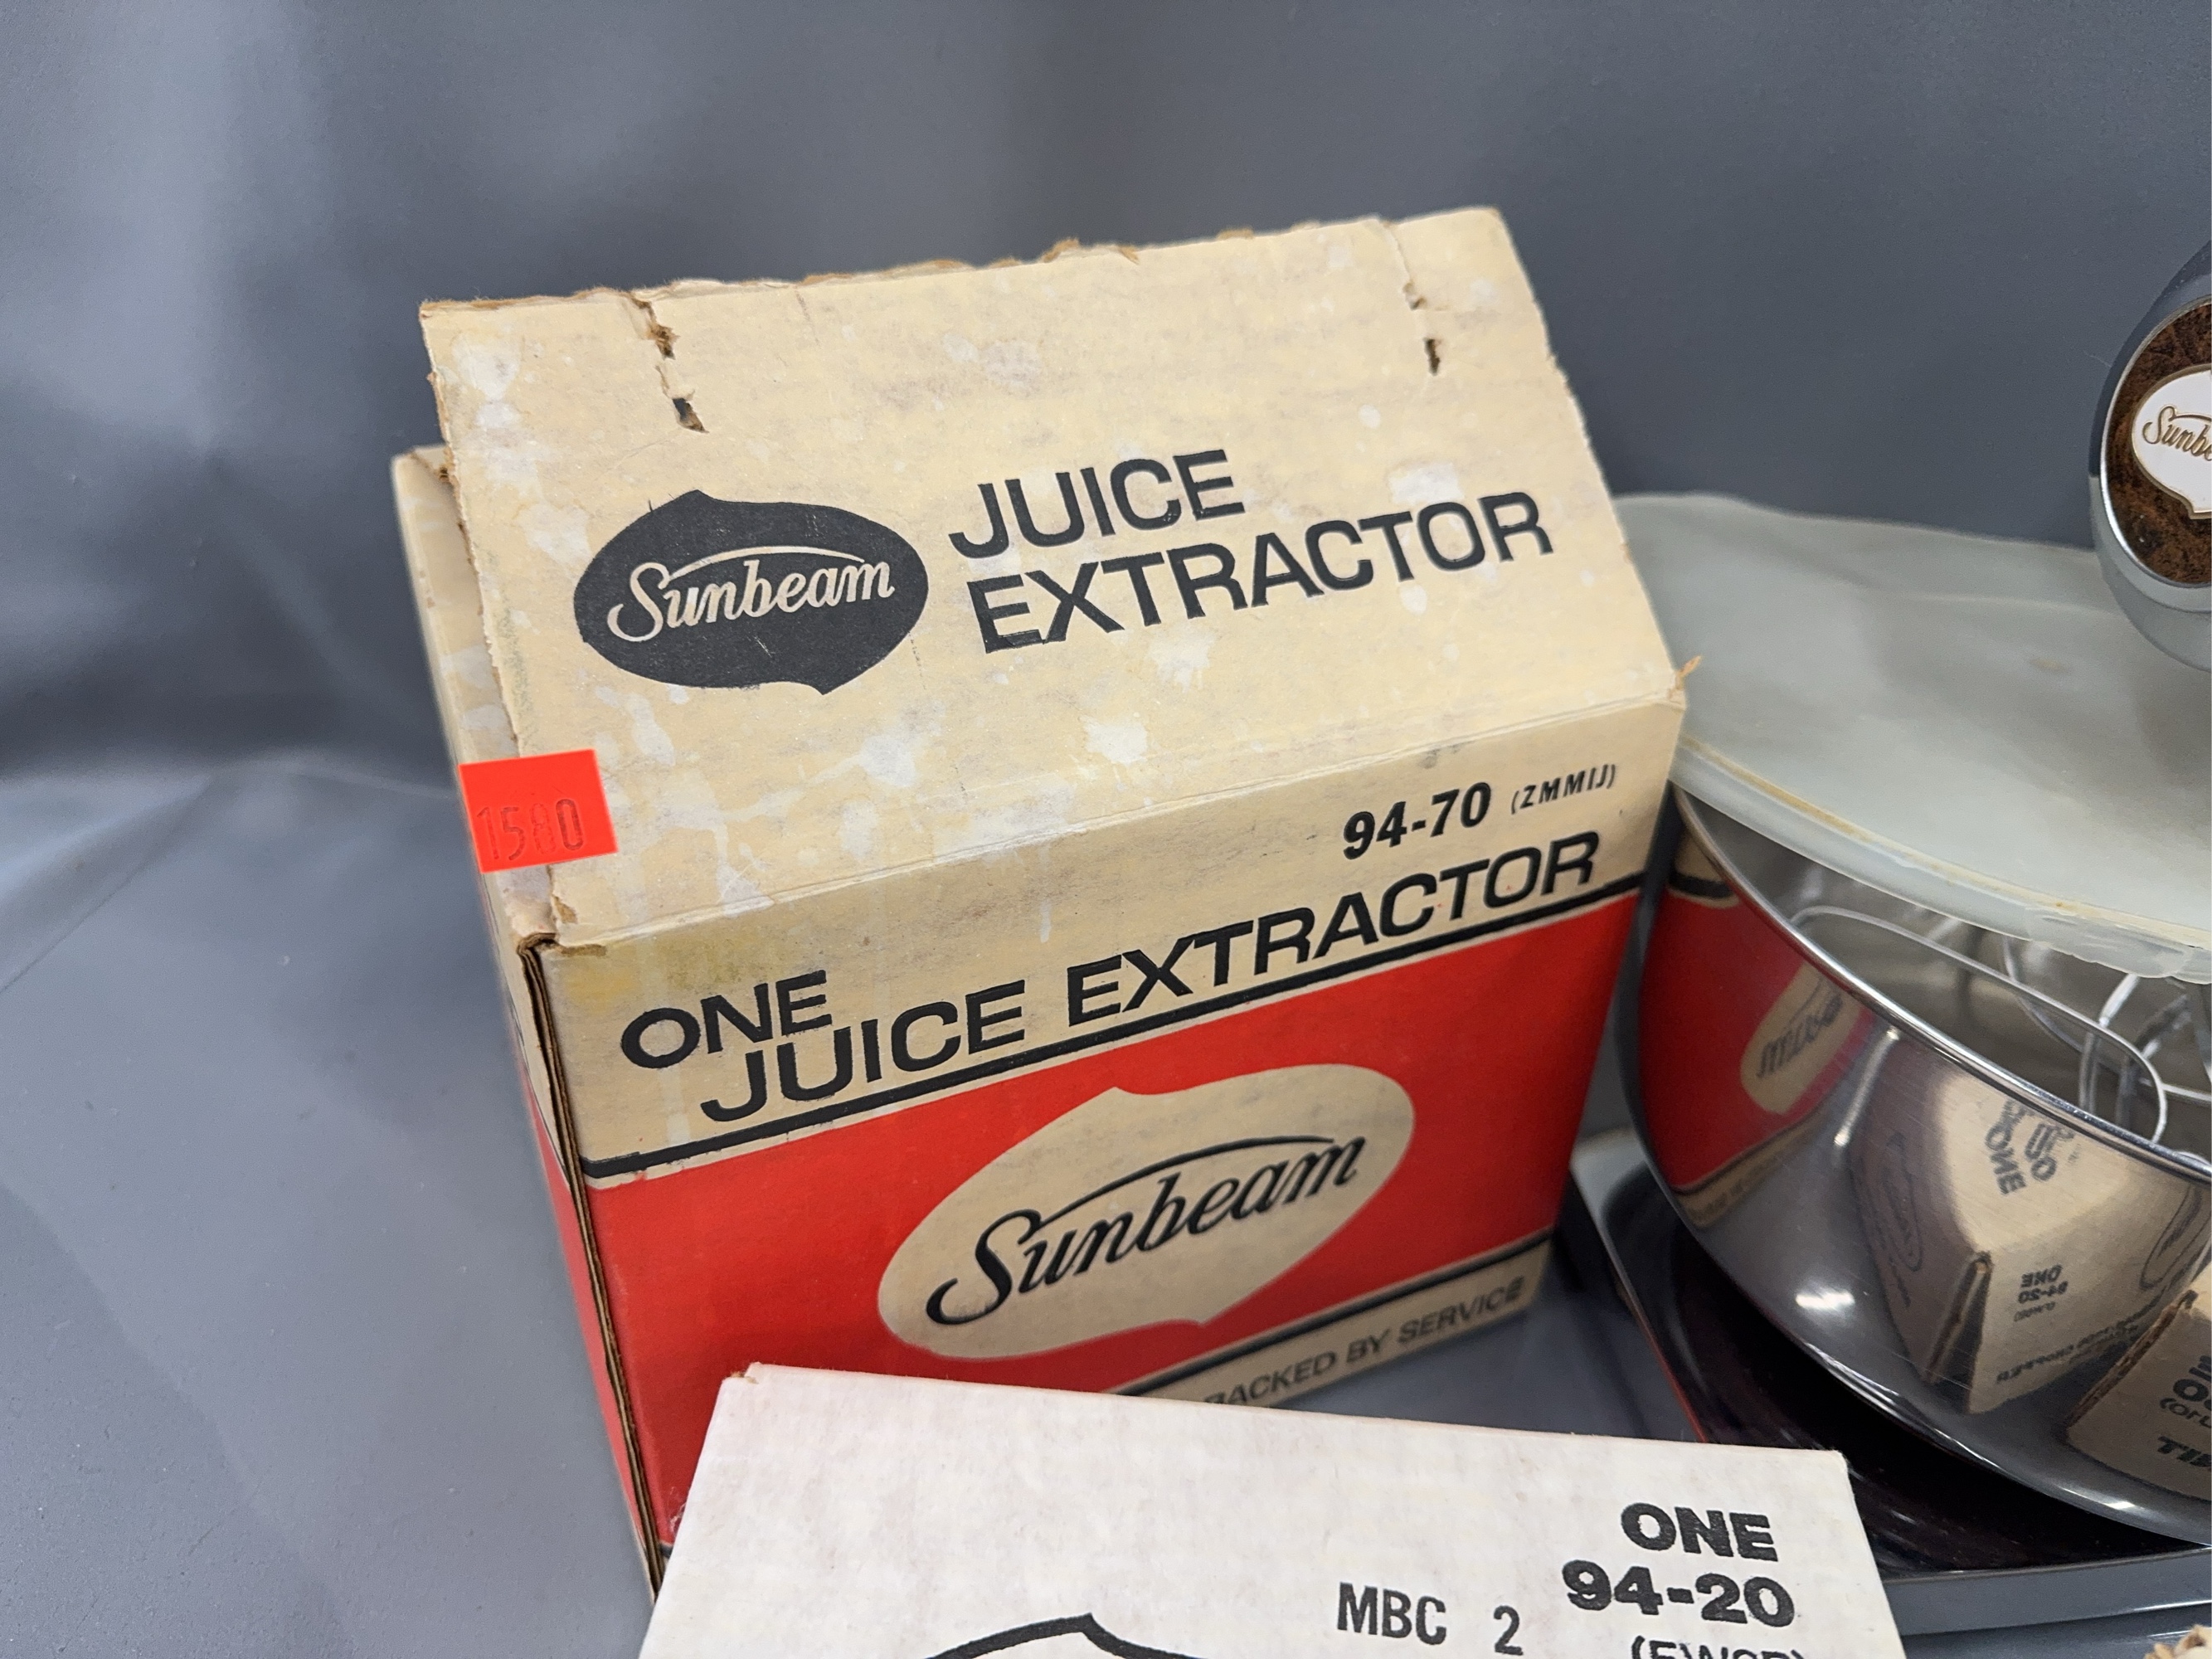 Sunbeam
JUICE
EXTRACTOR
1580
94-70 (ZMMIJ)
ONE
JUICE EXTRACTOR
Sunbeam
BACKED BY SERVICE
ONE
94-20
MBC 2